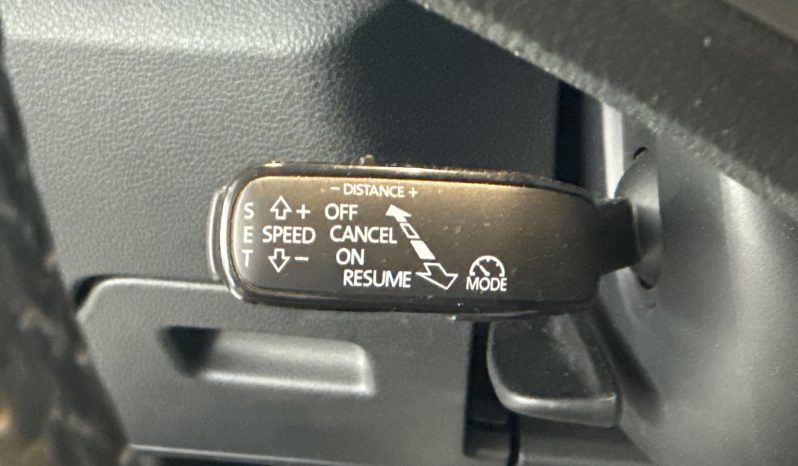 - DISTANCE +
S + OFF
E SPEED CANCEL
T - ON
RESUME
MODE